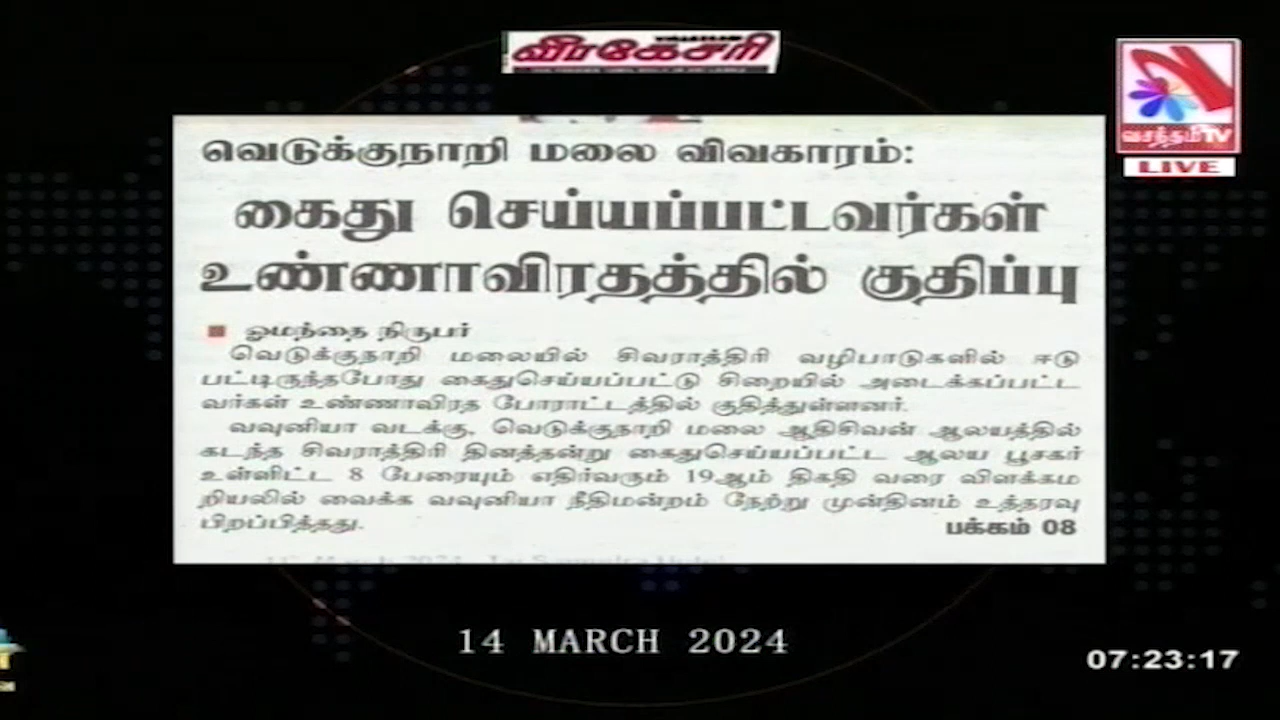 வீரகேசரி
வசந்தம் TV
LIVE
வெடுக்குநாறி மலை விவகாரம்:
கைது செய்யப்பட்டவர்கள்
உண்ணாவிரதத்தில் குதிப்பு
ஓமந்தை நிருபர்
வெடுக்குநாறி மலையில் சிவராத்திரி வழிபாடுகளில் ஈடு
பட்டிருந்தபோது கைதுசெய்யப்பட்டு சிறையில் அடைக்கப்பட்ட
வர்கள் உண்ணாவிரத போராட்டத்தில் குதித்துள்ளனர்.
வவுனியா வடக்கு, வெடுக்குநாறி மலை ஆதிசிவன் ஆலயத்தில்
கடந்த சிவராத்திரி தினத்தன்று கைதுசெய்யப்பட்ட ஆலய பூசகர்
உள்ளிட்ட 8 பேரையும் எதிர்வரும் 19ஆம் திகதி வரை விளக்கம
றியலில் வைக்க வவுனியா நீதிமன்றம் நேற்று முன்தினம் உத்தரவு
பிறப்பித்தது.
பக்கம் 08
14 MARCH 2024
07:23:17